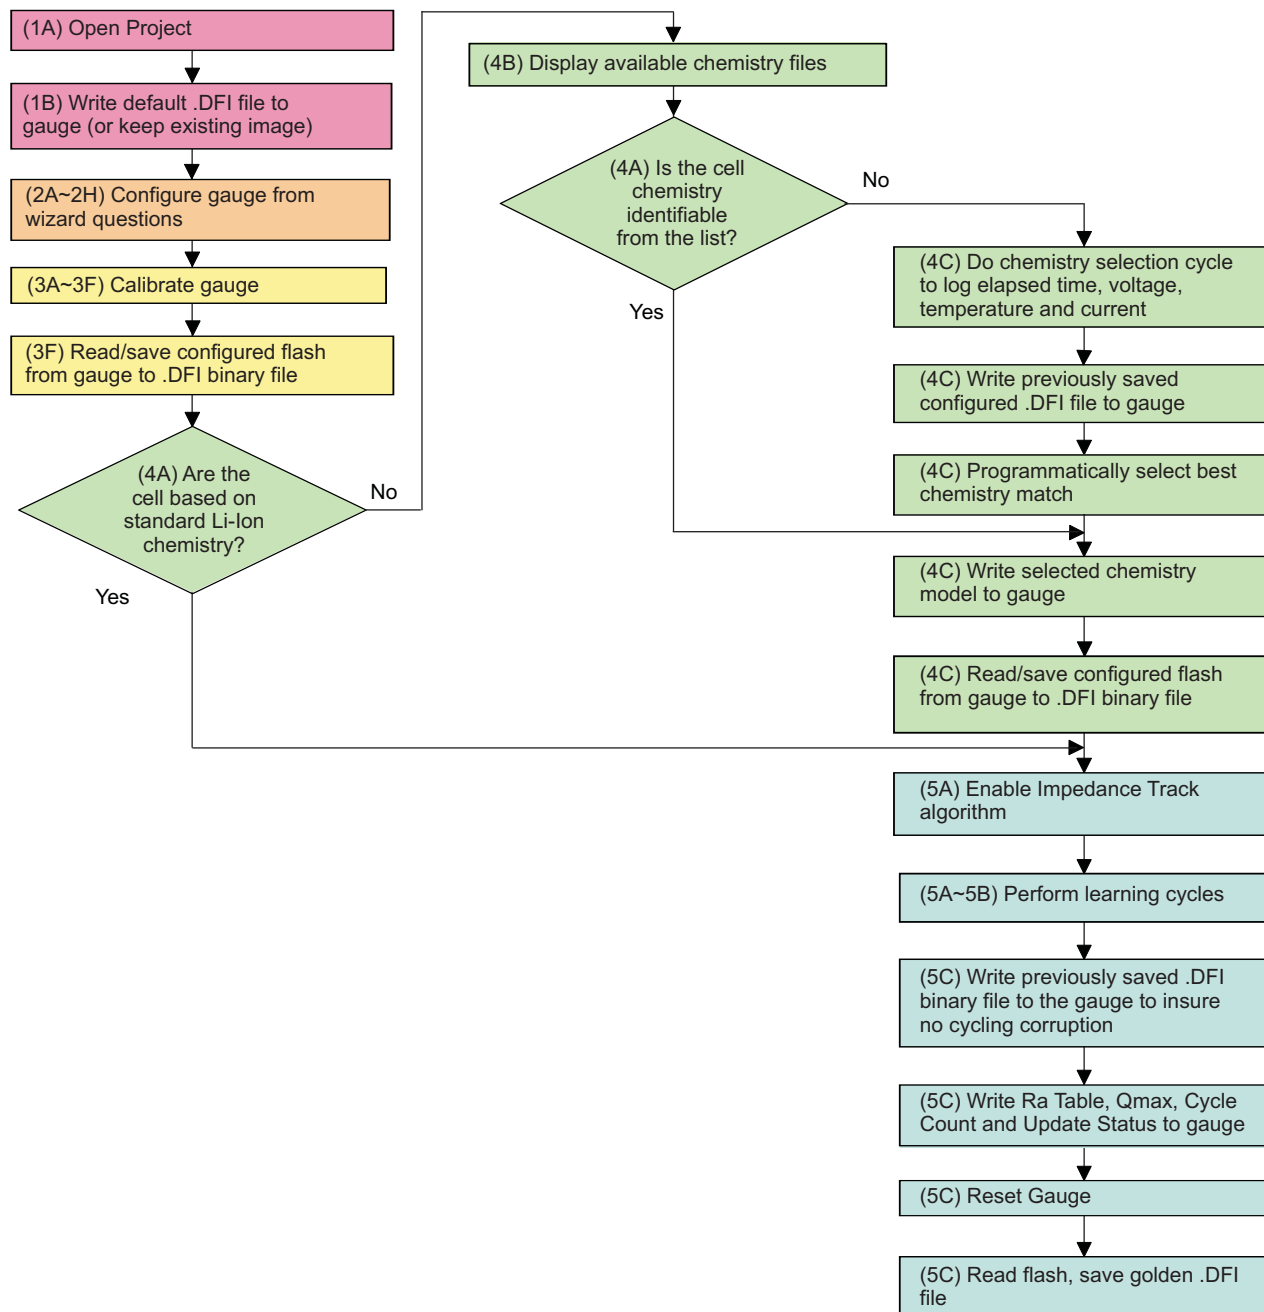 (1A) Open Project
(1B) Write default .DFI file to
gauge (or keep existing image)
(2A~2H) Configure gauge from
wizard questions
(3A~3F) Calibrate gauge
(3F) Read/save configured flash
from gauge to .DFI binary file
(4A) Are the
cell based on
standard Li-Ion
chemistry?
No
Yes
(4B) Display available chemistry files
(4A) Is the cell
chemistry
identifiable
from the list?
No
Yes
(4C) Do chemistry selection cycle
to log elapsed time, voltage,
temperature and current
(4C) Write previously saved
configured .DFI file to gauge
(4C) Programmatically select best
chemistry match
(4C) Write selected chemistry
model to gauge
(4C) Read/save configured flash
from gauge to .DFI binary file
(5A) Enable Impedance Track
algorithm
(5A~5B) Perform learning cycles
(5C) Write previously saved .DFI
binary file to the gauge to insure
no cycling corruption
(5C) Write Ra Table, Qmax, Cycle
Count and Update Status to gauge
(5C) Reset Gauge
(5C) Read flash, save golden .DFI
file